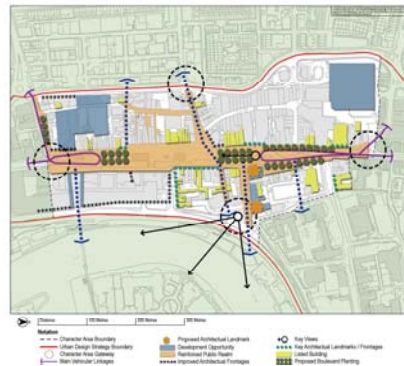 0 Metres 100 Metres 200 Metres 300 Metres
Notation
Character Area Boundary
Urban Design Strategy Boundary
Character Area Gateway
Main Vehicular Linkages
Proposed Architectural Landmark
Development Opportunity
Reinforced Public Realm
Improved Architectural Frontages
Key Views
Key Architectural Landmarks / Frontages
Listed Building
Proposed Boulevard Planting